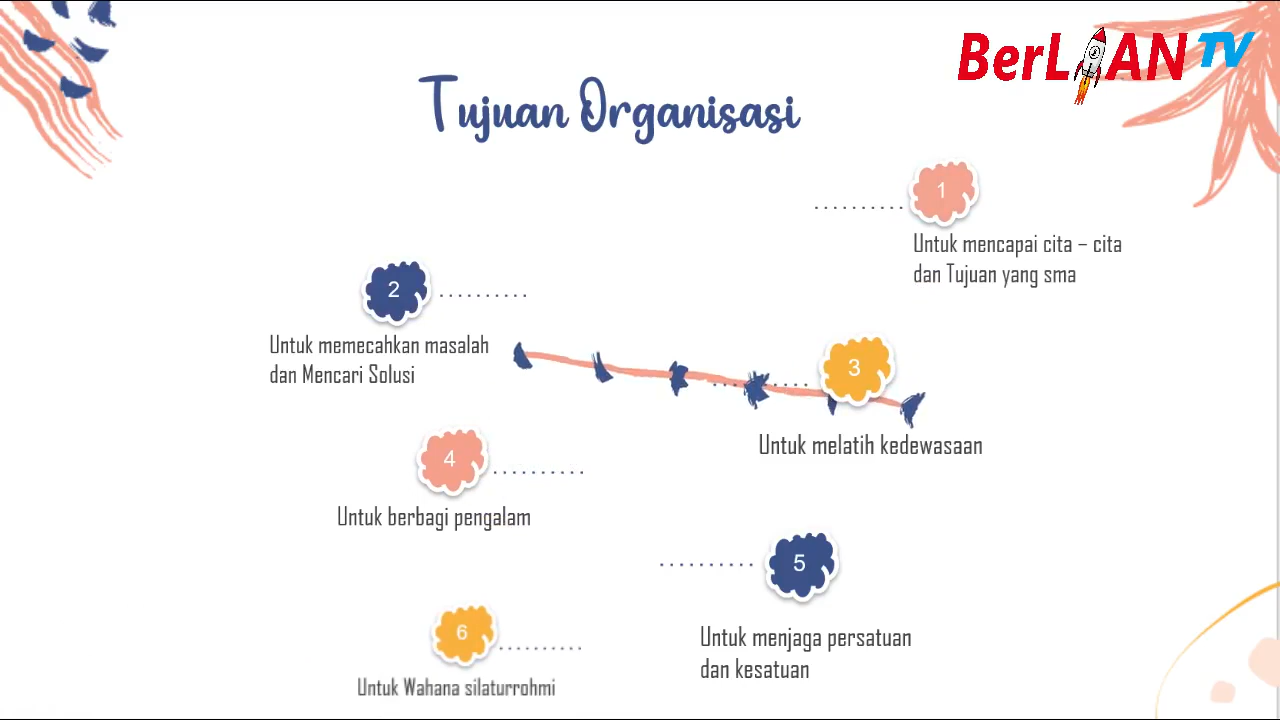 BerLIAN TV
Tujuan Organisasi
1
Untuk mencapai cita – cita
dan Tujuan yang sma
2
Untuk memecahkan masalah
dan Mencari Solusi
3
Untuk melatih kedewasaan
4
Untuk berbagi pengalam
5
Untuk menjaga persatuan
dan kesatuan
6
Untuk Wahana silaturrohmi